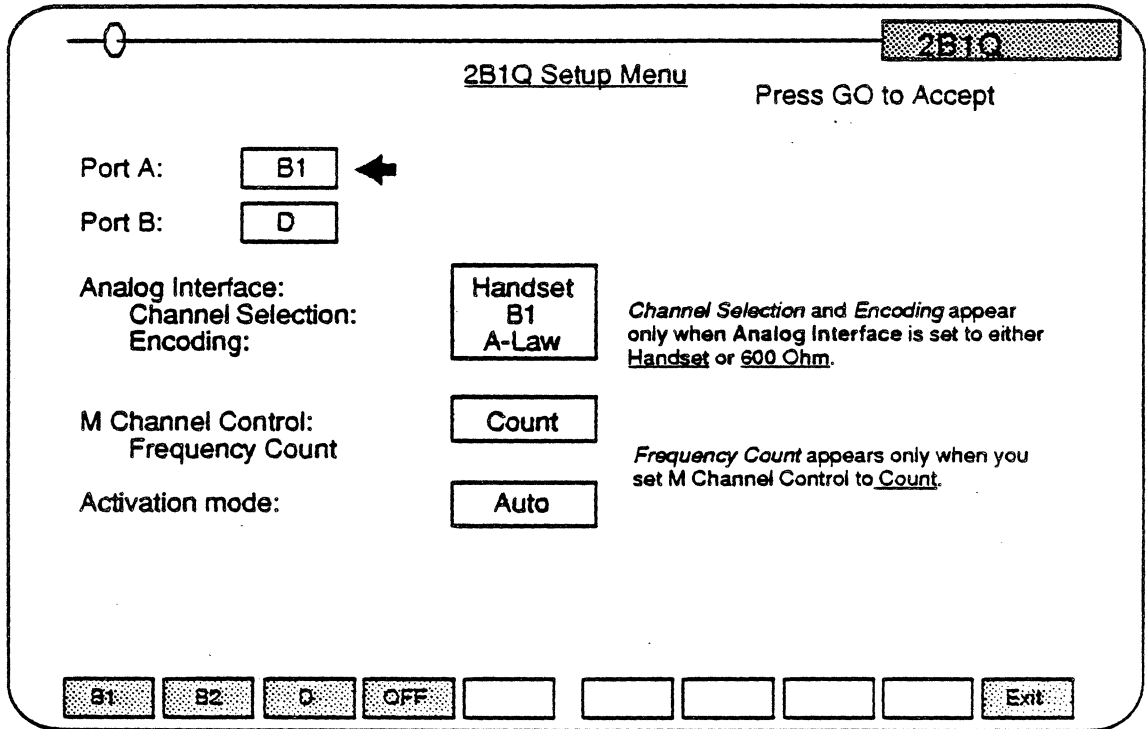 2B1Q
2B1Q Setup Menu
Press GO to Accept
Port A: B1
Port B: D
Analog Interface: Handset
Channel Selection: B1
Encoding: A-Law
Channel Selection and Encoding appear
only when Analog Interface is set to either
Handset or 600 Ohm.
M Channel Control: Count
Frequency Count
Frequency Count appears only when you
set M Channel Control to Count.
Activation mode: Auto
B1 B2 D OFF Exit